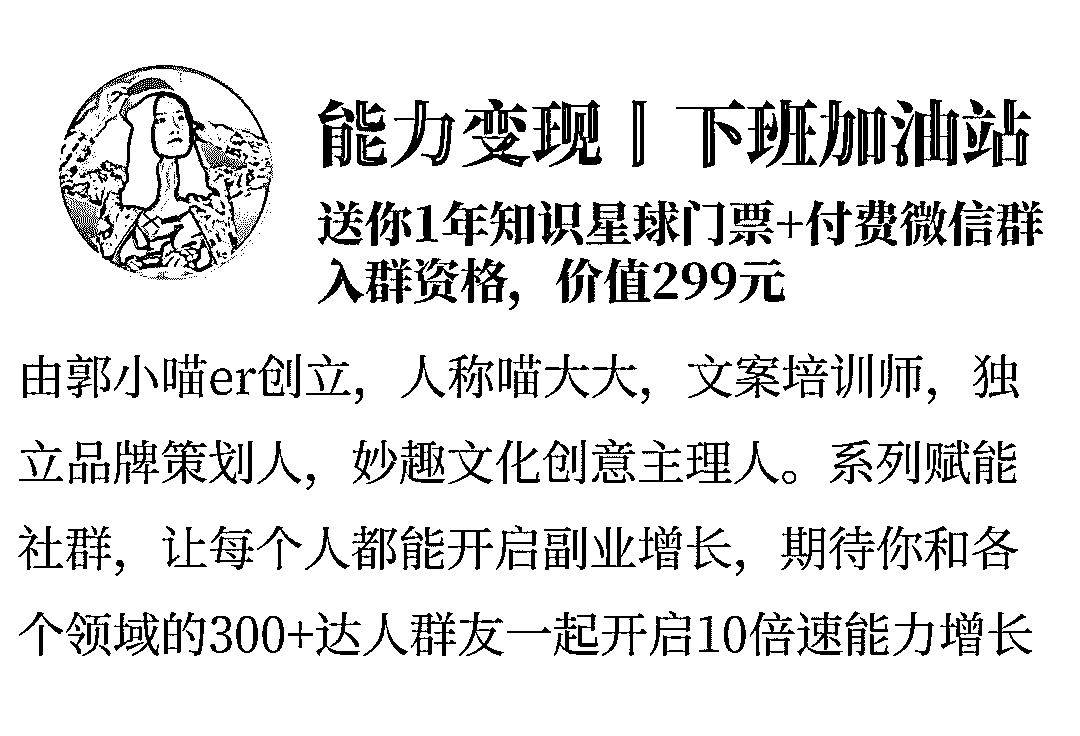 能力变现丨下班加油站
送你1年知识星球门票+付费微信群
入群资格，价值299元
由郭小喵er创立，人称喵大大，文案培训师，独
立品牌策划人，妙趣文化创意主理人。系列赋能
社群，让每个人都能开启副业增长，期待你和各
个领域的300+达人群友一起开启10倍速能力增长